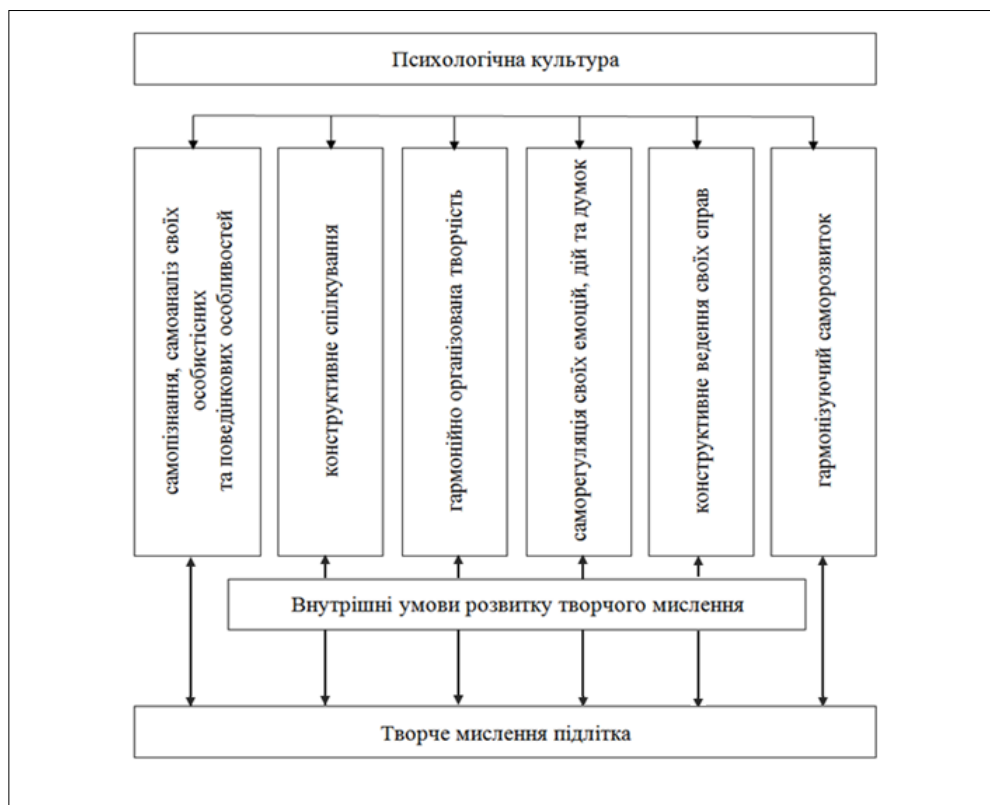 Психологічна культура
самопізнання, самоаналіз своїх
особистісних
та поведінкових особливостей
конструктивне спілкування
гармонійно організована творчість
саморегуляція своїх емоцій, дій та думок
конструктивне ведення своїх справ
гармонізуючий саморозвиток
Внутрішні умови розвитку творчого мислення
Творче мислення підлітка